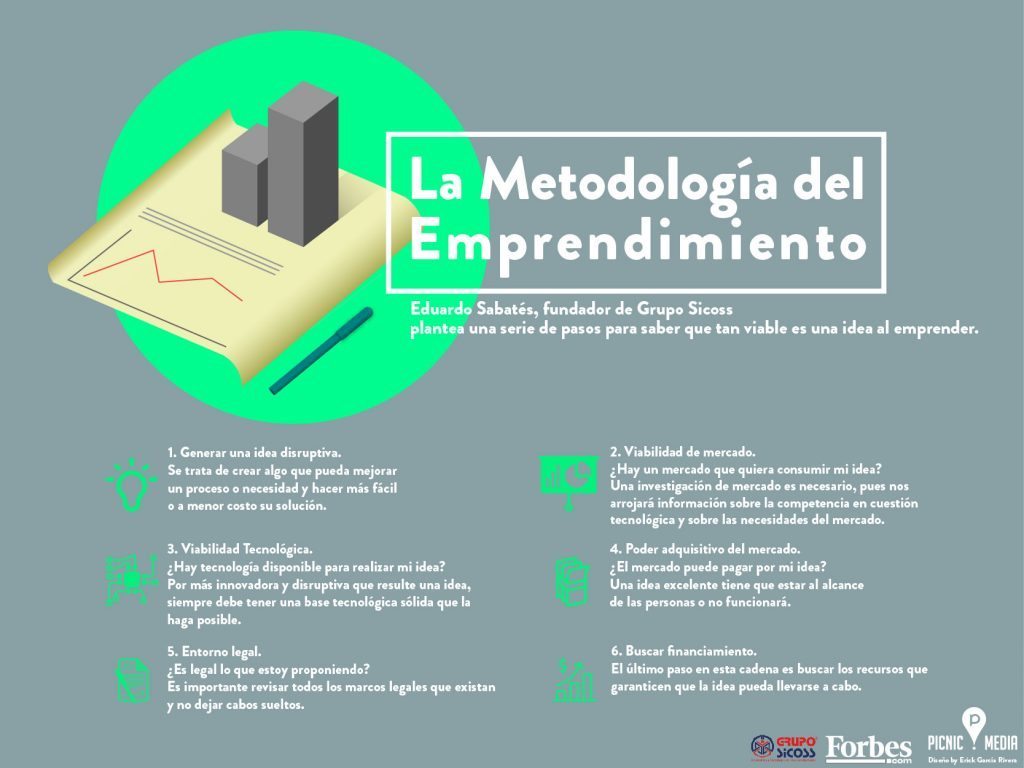 La Metodología del
Emprendimiento
Eduardo Sabatés, fundador de Grupo Sicoss
plantea una serie de pasos para saber que tan viable es una idea al emprender.
1. Generar una idea disruptiva.
Se trata de crear algo que pueda mejorar
un proceso o necesidad y hacer más fácil
o a menor costo su solución.
2. Viabilidad de mercado.
¿Hay un mercado que quiera consumir mi idea?
Una investigación de mercado es necesario, pues nos
arrojará información sobre la competencia en cuestión
tecnológica y sobre las necesidades del mercado.
3. Viabilidad Tecnológica.
¿Hay tecnología disponible para realizar mi idea?
Por más innovadora y disruptiva que resulte una idea,
siempre debe tener una base tecnológica sólida que la
haga posible.
4. Poder adquisitivo del mercado.
¿El mercado puede pagar por mi idea?
Una idea excelente tiene que estar al alcance
de las personas o no funcionará.
5. Entorno legal.
¿Es legal lo que estoy proponiendo?
Es importante revisar todos los marcos legales que existan
y no dejar cabos sueltos.
6. Buscar financiamiento.
El último paso en esta cadena es buscar los recursos que
garanticen que la idea pueda llevarse a cabo.
GRUPO
SICOSS
Forbes
.com
PICNIC MEDIA
Diseño by Erick García Rivera